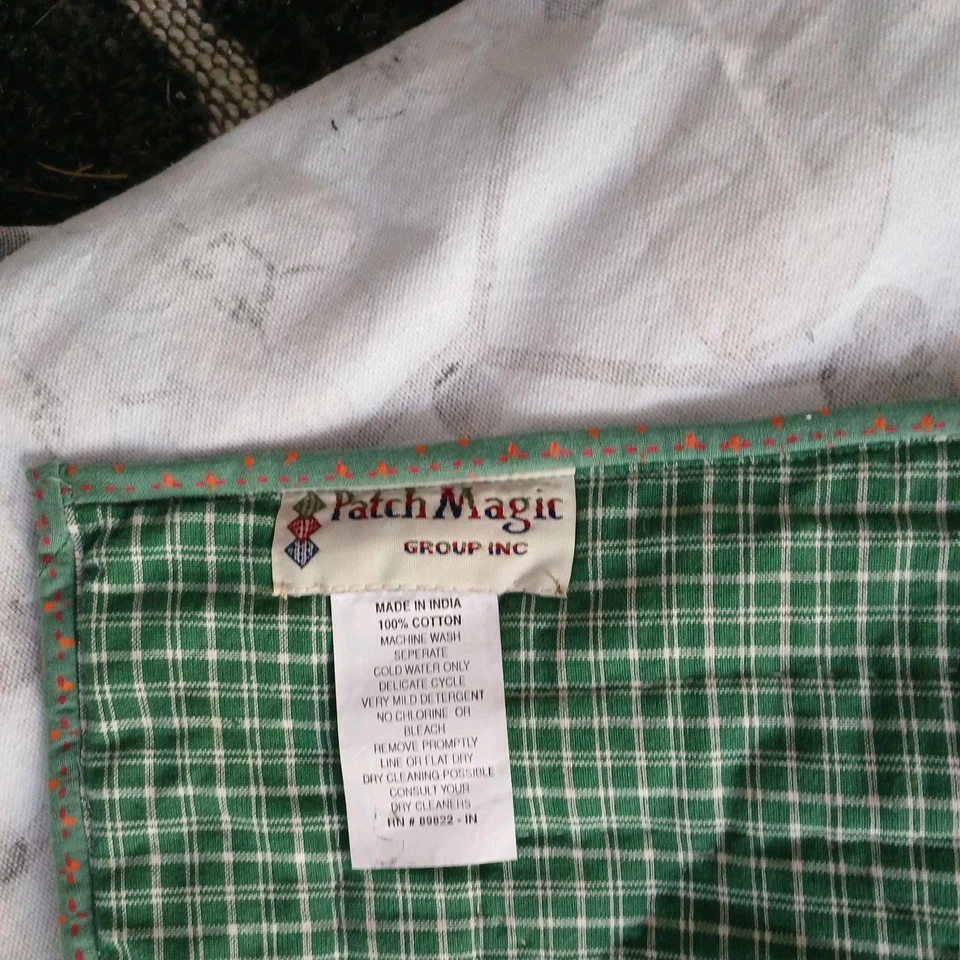 Patch Magic
GROUP INC
MADE IN INDIA
100% COTTON
MACHINE WASH
SEPERATE
COLD WATER ONLY
DELICATE CYCLE
VERY MILD DETERGENT
NO CHLORINE OR
BLEACH
REMOVE PROMPTLY
LINE OR FLAT DRY
DRY CLEANING POSSIBLE
CONSULT YOUR
DRY CLEANERS
RN # 89822 - IN